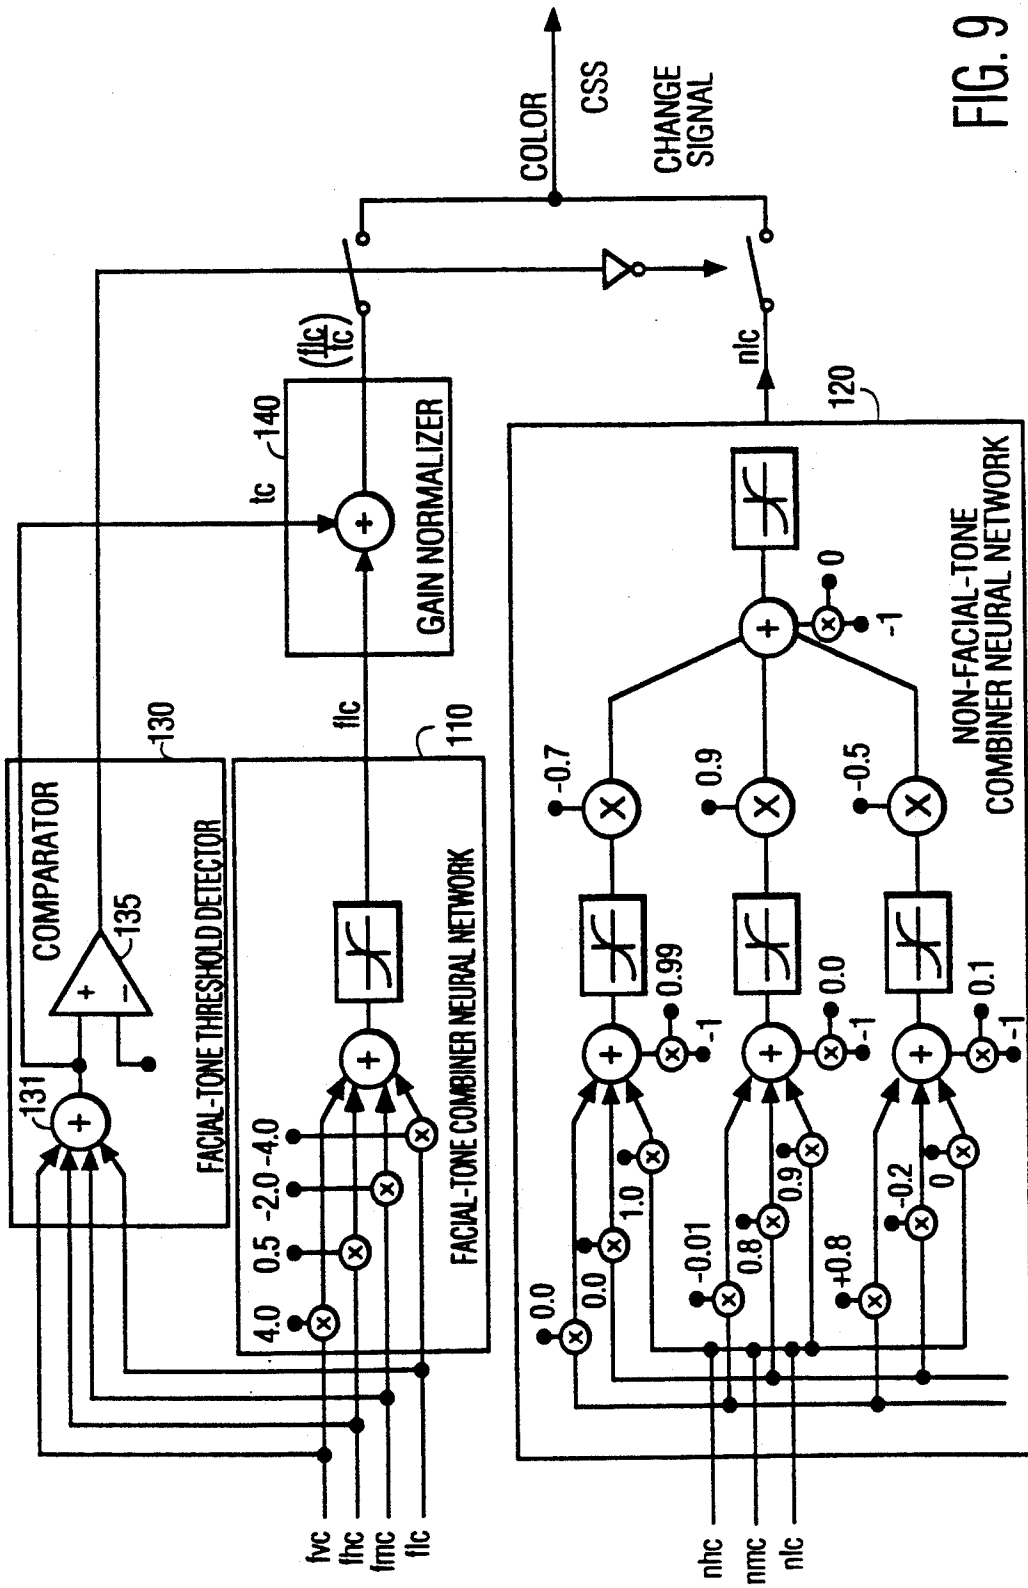 131
+
COMPARATOR
+
-
135
130
FACIAL-TONE THRESHOLD DETECTOR
tc
140
+
GAIN NORMALIZER
(flc/tc)
COLOR
CSS
CHANGE
SIGNAL
FIG. 9
fvc
fhc
fmc
flc
4.0
0.5
-2.0
-4.0
X
X
X
X
+
FACIAL-TONE COMBINER NEURAL NETWORK
110
flc
nhc
nmc
nlc
0.0
X
0.0
X
1.0
X
+
X
0.99
-1
-0.7
X
-0.01
X
0.8
X
0.9
X
+
X
0.0
-1
0.9
X
+0.8
X
-0.2
X
0
X
+
X
0.1
-1
-0.5
X
+
X
0
-1
NON-FACIAL-TONE
COMBINER NEURAL NETWORK
120
nlc